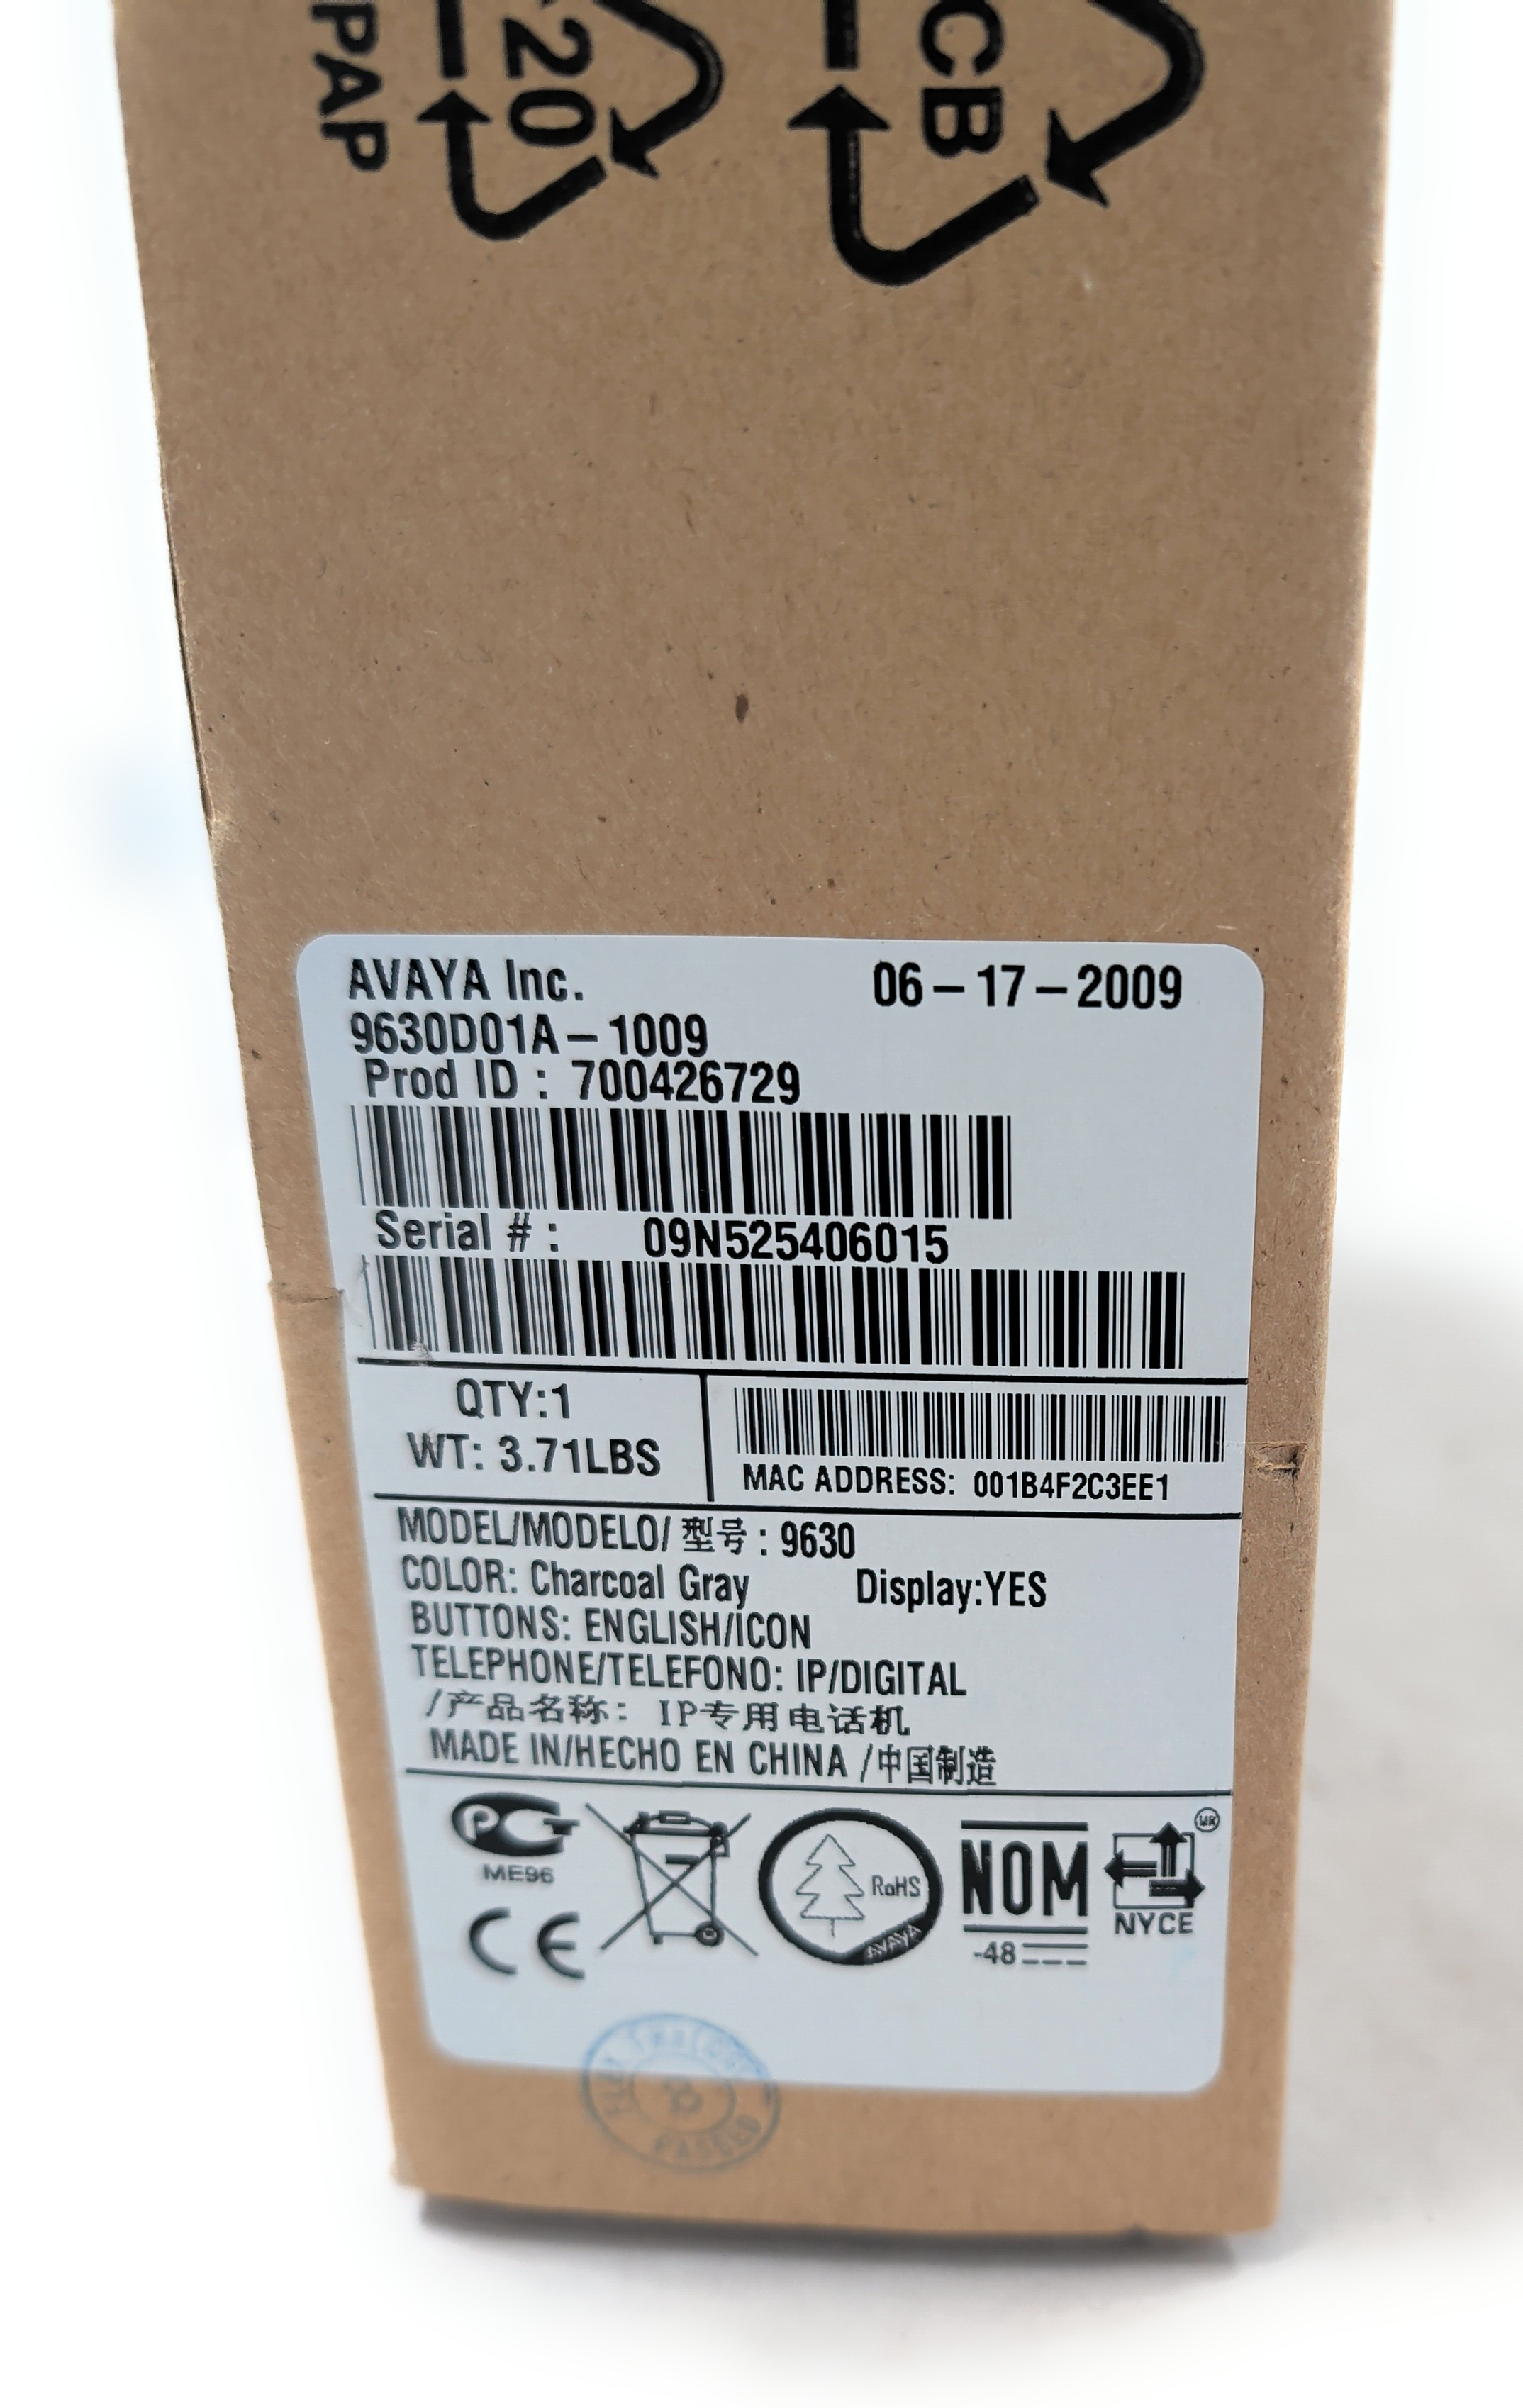 PAP
20
CB
AVAYA Inc. 06-17-2009
9630D01A-1009
Prod ID : 700426729
Serial # : 09N525406015
QTY:1
WT: 3.71LBS
MAC ADDRESS: 001B4F2C3EE1
MODEL/MODELO/ 型号 : 9630
COLOR: Charcoal Gray Display:YES
BUTTONS: ENGLISH/ICON
TELEPHONE/TELEFONO: IP/DIGITAL
/产品名称: IP专用电话机
MADE IN/HECHO EN CHINA /中国制造
ME96
CE
RoHS
AVAYA
NOM
-48
NYCE
PASSED